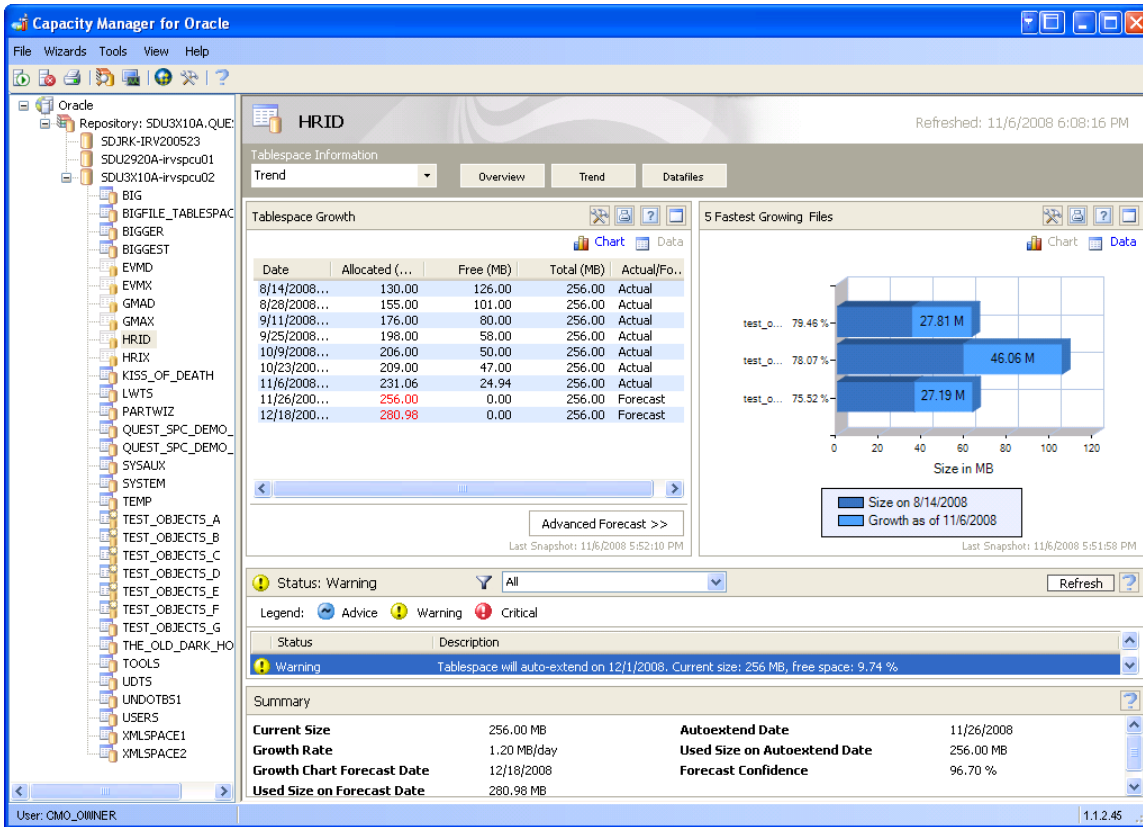 Capacity Manager for Oracle
File Wizards Tools View Help
Oracle
Repository: SDU3X10A.QUE:
SDJRK-IRV200523
SDU2920A-irvspcu01
SDU3X10A-irvspcu02
BIG
BIGFILE_TABLESPAC
BIGGER
BIGGEST
EVMD
EVMX
GMAD
GMAX
HRID
HRIX
KISS_OF_DEATH
LWTS
PARTWIZ
QUEST_SPC_DEMO_
QUEST_SPC_DEMO_
SYSAUX
SYSTEM
TEMP
TEST_OBJECTS_A
TEST_OBJECTS_B
TEST_OBJECTS_C
TEST_OBJECTS_D
TEST_OBJECTS_E
TEST_OBJECTS_F
TEST_OBJECTS_G
THE_OLD_DARK_HO
TOOLS
UDTS
UNDOTBS1
USERS
XMLSPACE1
XMLSPACE2
HRID
Refreshed: 11/6/2008 6:08:16 PM
Tablespace Information
Trend Overview Trend Datafiles
Tablespace Growth
Chart Data
Date Allocated (... Free (MB) Total (MB) Actual/Fo..
8/14/2008... 130.00 126.00 256.00 Actual
8/28/2008... 155.00 101.00 256.00 Actual
9/11/2008... 176.00 80.00 256.00 Actual
9/25/2008... 198.00 58.00 256.00 Actual
10/9/2008... 206.00 50.00 256.00 Actual
10/23/200... 209.00 47.00 256.00 Actual
11/6/2008... 231.06 24.94 256.00 Actual
11/26/200... 256.00 0.00 256.00 Forecast
12/18/200... 280.98 0.00 256.00 Forecast
Advanced Forecast >>
Last Snapshot: 11/6/2008 5:52:10 PM
5 Fastest Growing Files
Chart Data
test_o... 79.46 % 27.81 M
test_o... 78.07 % 46.06 M
test_o... 75.52 % 27.19 M
0 20 40 60 80 100 120
Size in MB
Size on 8/14/2008
Growth as of 11/6/2008
Last Snapshot: 11/6/2008 5:51:58 PM
Status: Warning All Refresh
Legend: Advice Warning Critical
Status Description
Warning Tablespace will auto-extend on 12/1/2008. Current size: 256 MB, free space: 9.74 %
Summary
Current Size 256.00 MB Autoextend Date 11/26/2008
Growth Rate 1.20 MB/day Used Size on Autoextend Date 256.00 MB
Growth Chart Forecast Date 12/18/2008 Forecast Confidence 96.70 %
Used Size on Forecast Date 280.98 MB
User: CMO_OWNER 1.1.2.45